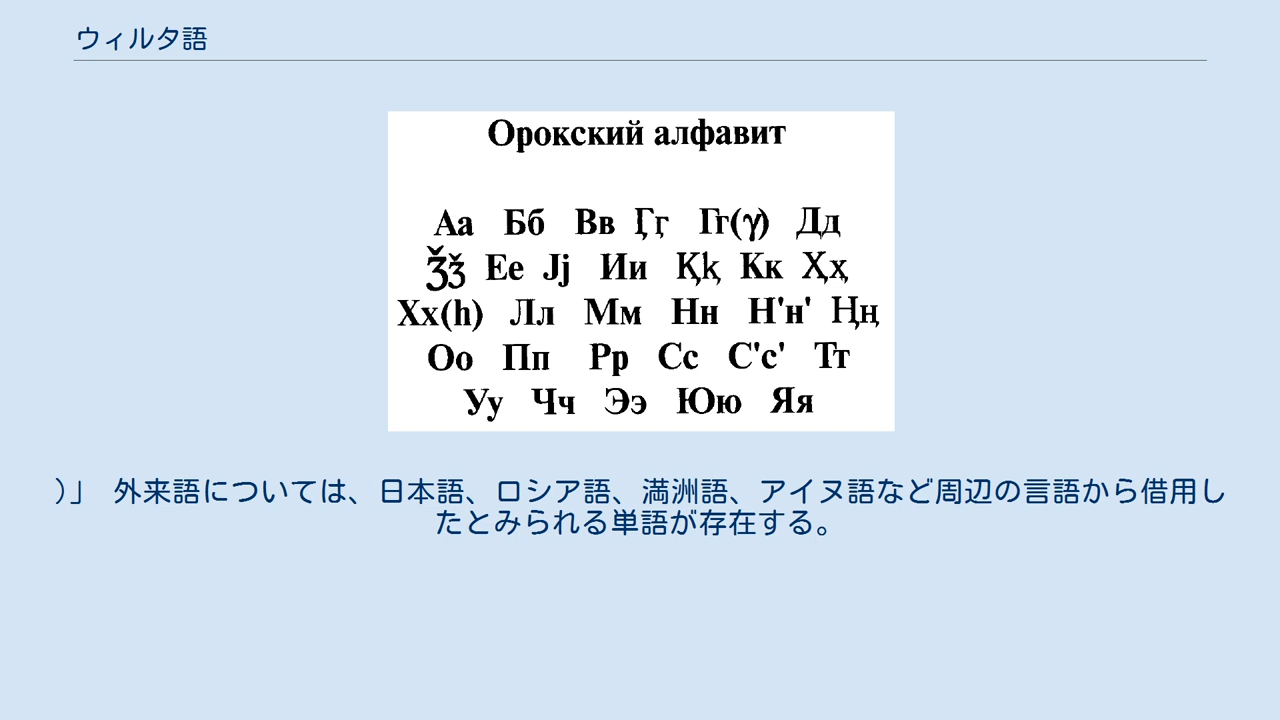 ウィルタ語
Орокский алфавит
Аа Бб Вв Ӷӷ Гг(γ) Дд
Ǯǯ Ее Јј Ии Ққ Кк Ҳҳ
Хх(h) Лл Мм Нн Н'н' Ңң
Оо Пп Рр Сс С'с' Тт
Уу Чч Ээ Юю Яя
)」 外来語については、日本語、ロシア語、満洲語、アイヌ語など周辺の言語から借用し
たとみられる単語が存在する。